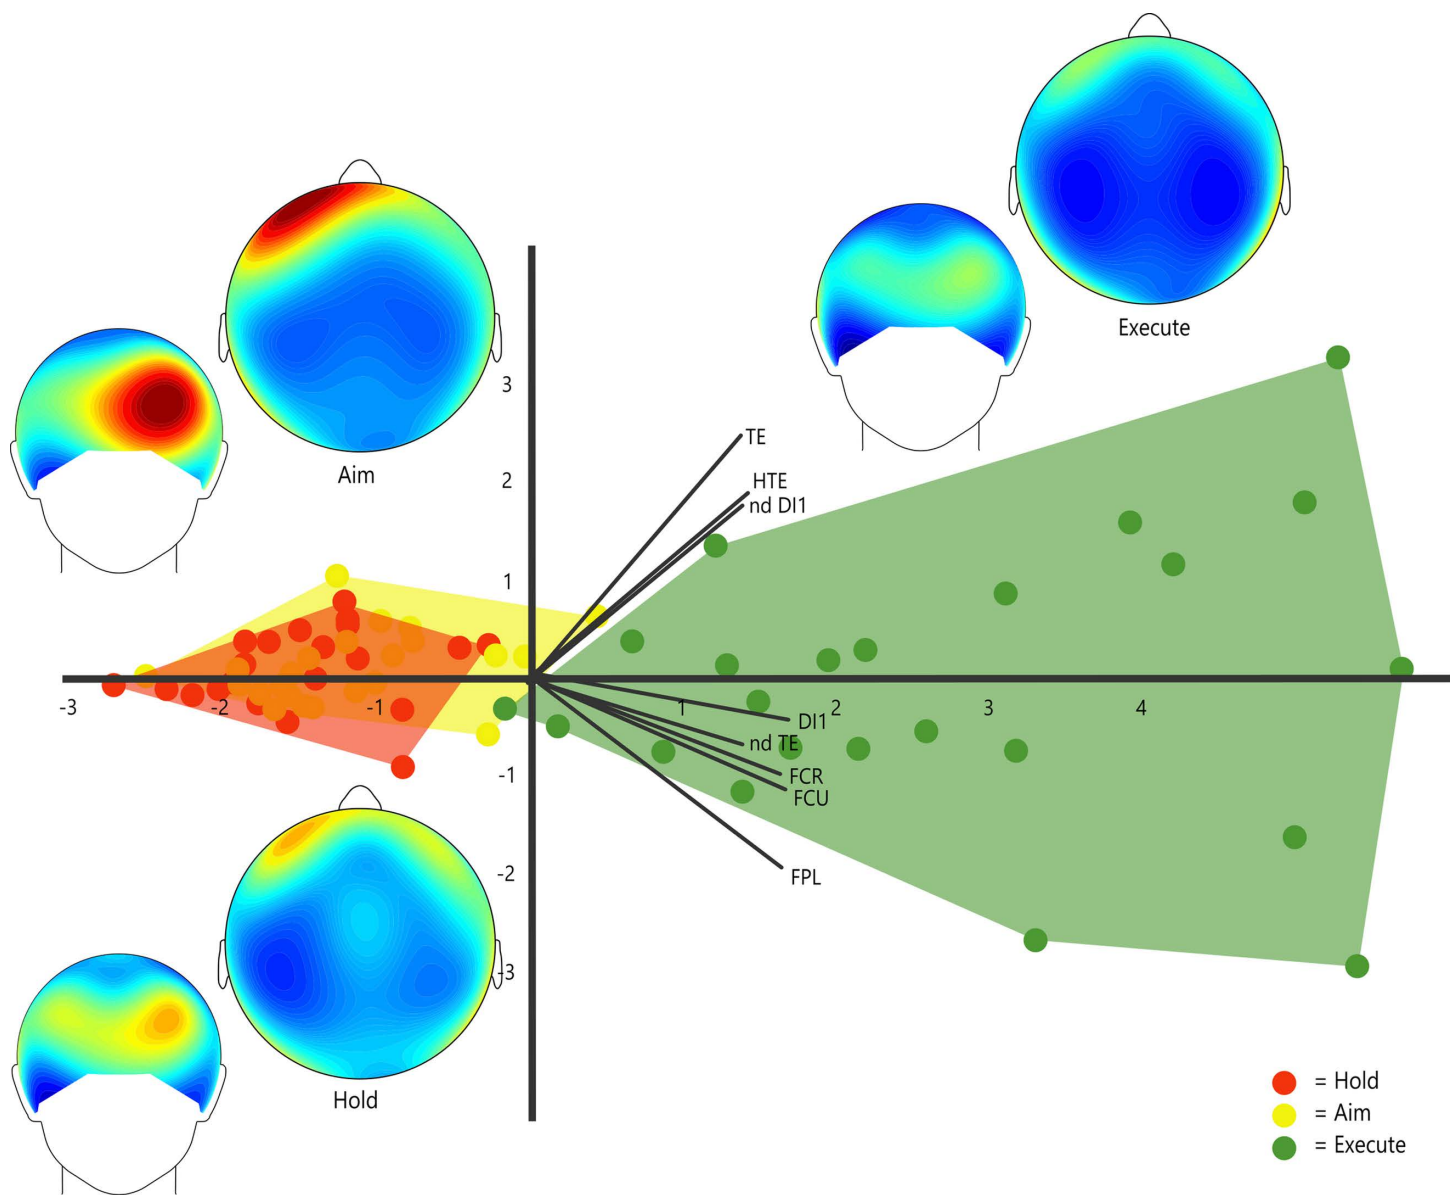 Execute
3
TE
Aim
2
HTE
nd DI1
1
-3
-2
-1
1
2
3
4
DI1
nd TE
-1
FCR
FCU
-2
FPL
-3
= Hold
Hold
= Aim
= Execute